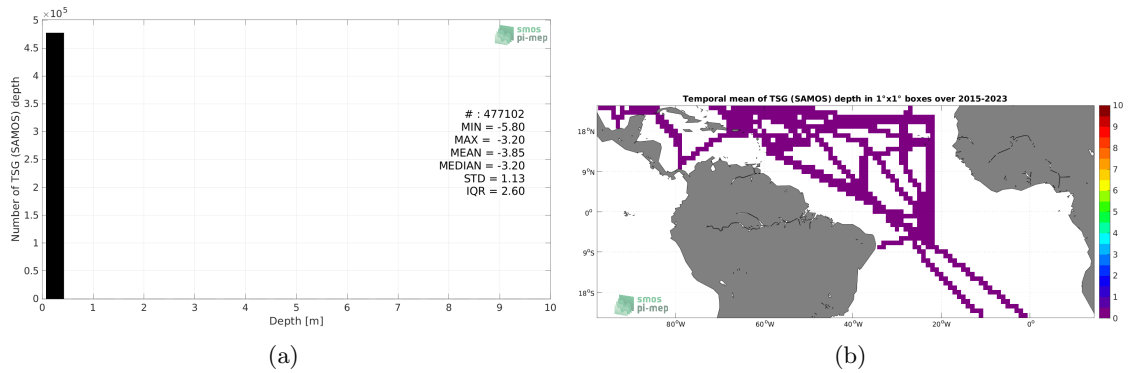 ×10⁵
5
4.5
4
3.5
3
2.5
2
1.5
1
0.5
0
Number of TSG (SAMOS) depth
smos
pi-mep
# : 477102
MIN = -5.80
MAX = -3.20
MEAN = -3.85
MEDIAN = -3.20
STD = 1.13
IQR = 2.60
0 1 2 3 4 5 6 7 8 9 10
Depth [m]
(a)
Temporal mean of TSG (SAMOS) depth in 1°x1° boxes over 2015-2023
18°N
9°N
0°
9°S
18°S
80°W 60°W 40°W 20°W 0°
smos
pi-mep
10
9
8
7
6
5
4
3
2
1
0
(b)